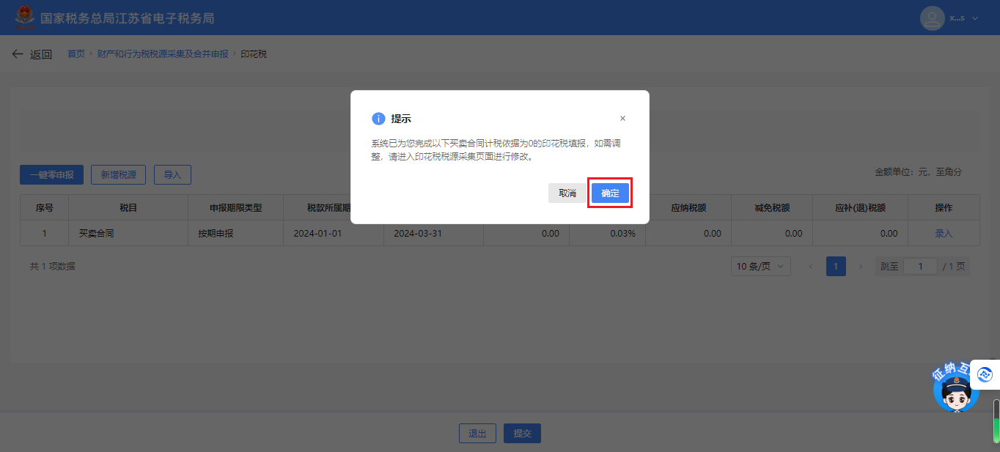 国家税务总局江苏省电子税务局
x...s
返回 首页 › 财产和行为税税源采集及合并申报 › 印花税
提示
×
系统已为您完成以下买卖合同计税依据为0的印花税填报，如需调
整，请进入印花税税源采集页面进行修改。
取消 确定
一键零申报 新增税源 导入
金额单位：元，至角分
序号 税目 申报期限类型 税款所属期 应纳税额 减免税额 应补(退)税额 操作
1 买卖合同 按期申报 2024-01-01 2024-03-31 0.00 0.03% 0.00 0.00 0.00 录入
共 1 项数据
10 条/页 ‹ 1 › 跳至 1 / 1 页
征纳互
退出 提交